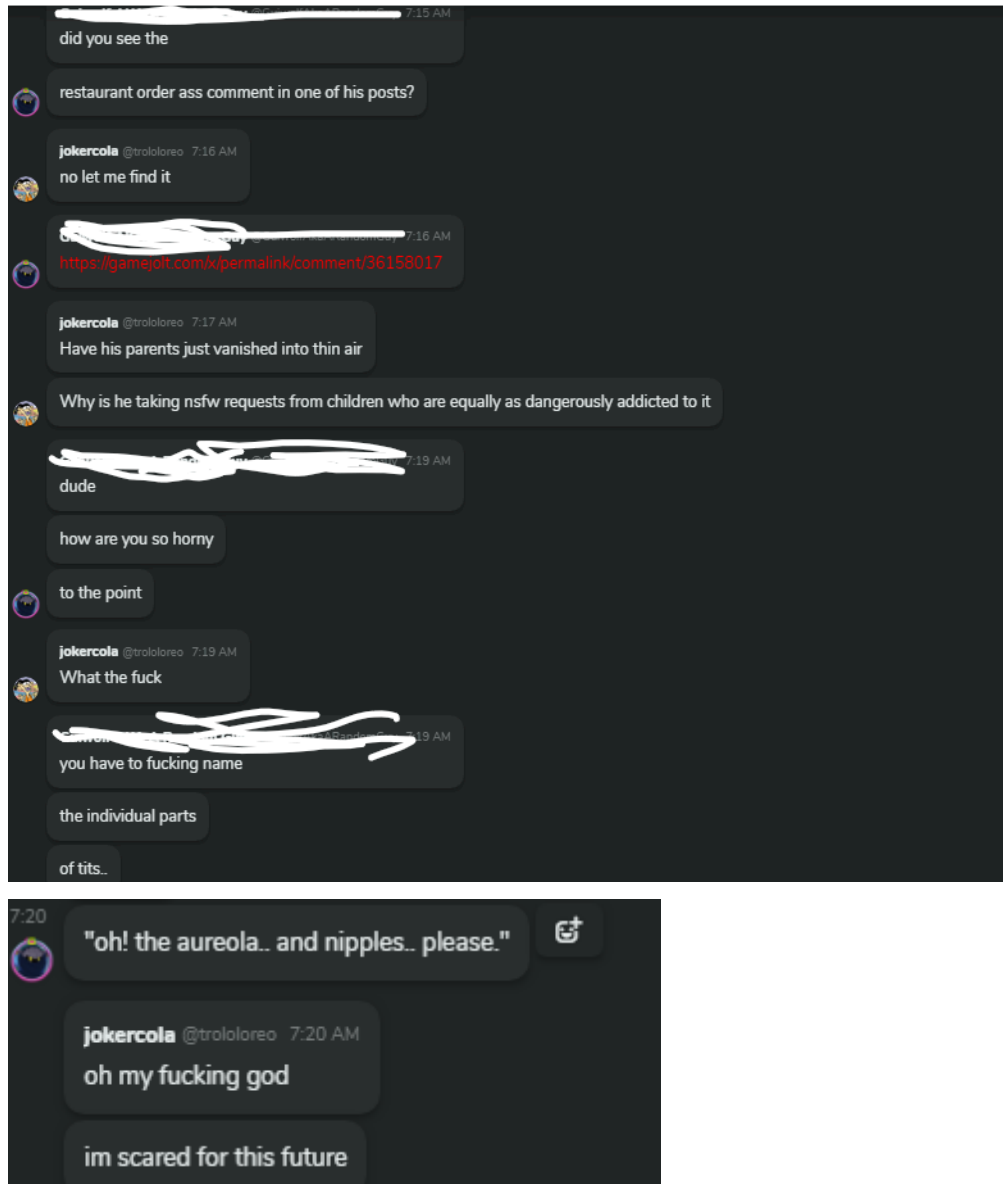 7:15 AM
did you see the
restaurant order ass comment in one of his posts?
jokercola @trololoreo 7:16 AM
no let me find it
7:16 AM
https://gamejolt.com/x/permalink/comment/36158017
jokercola @trololoreo 7:17 AM
Have his parents just vanished into thin air
Why is he taking nsfw requests from children who are equally as dangerously addicted to it
7:19 AM
dude
how are you so horny
to the point
jokercola @trololoreo 7:19 AM
What the fuck
7:19 AM
you have to fucking name
the individual parts
of tits..
7:20
"oh! the aureola.. and nipples.. please."
jokercola @trololoreo 7:20 AM
oh my fucking god
im scared for this future